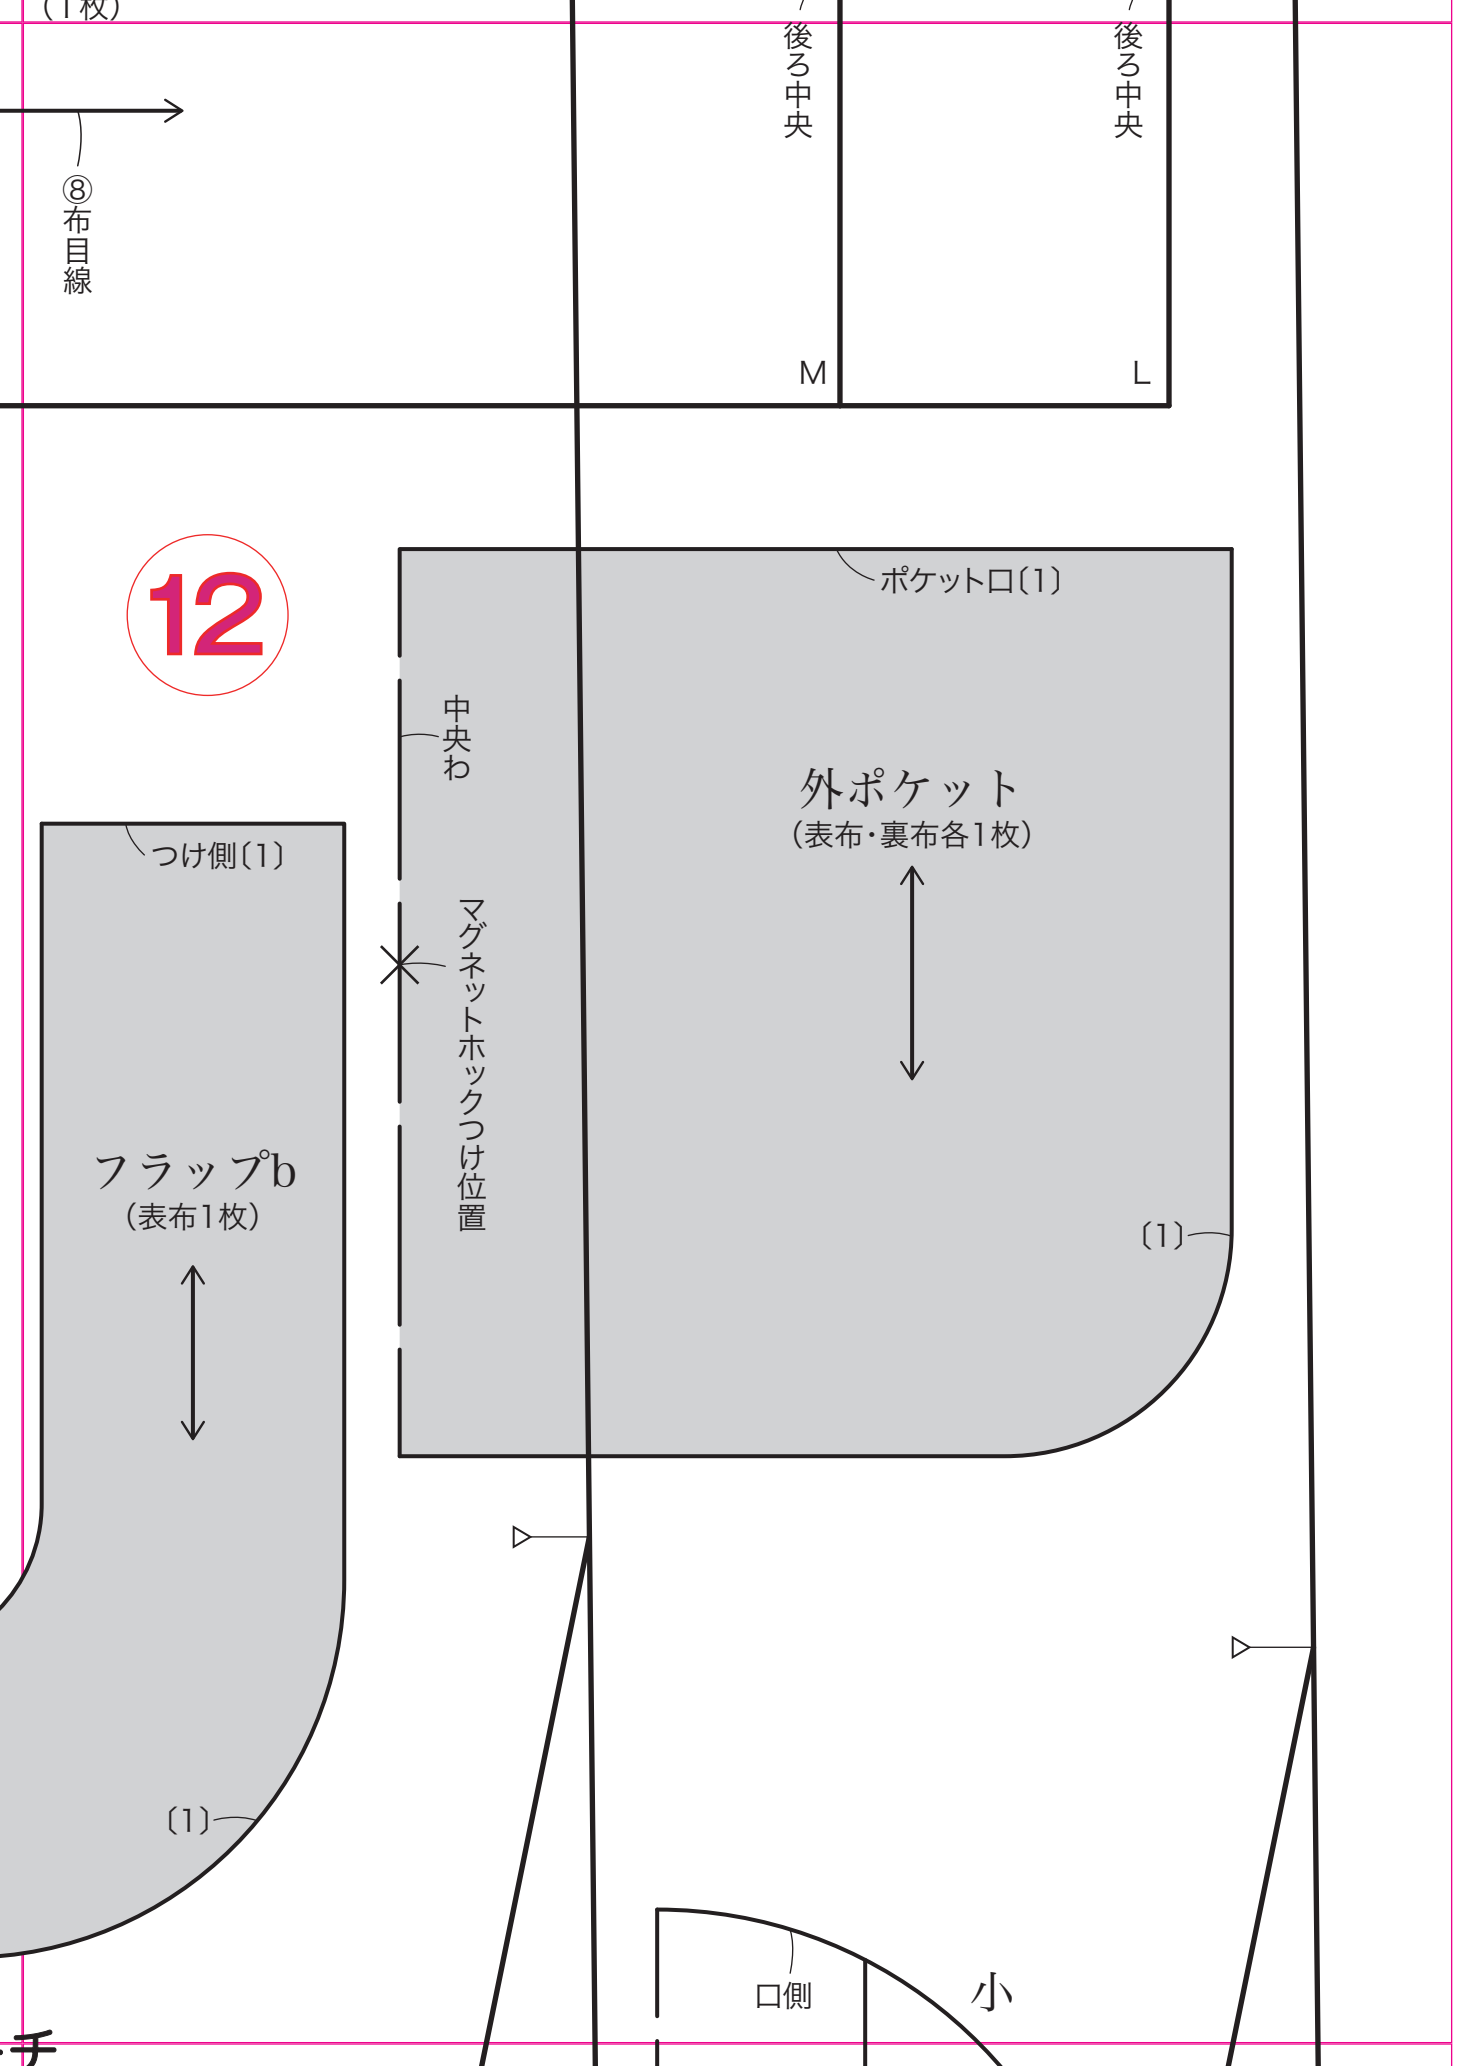 (1枚)
後ろ中央
後ろ中央
⑧布目線
M
L
12
ポケット口〔1〕
中央わ
外ポケット
(表布・裏布各1枚)
つけ側〔1〕
マグネットホックつけ位置
フラップb
(表布1枚)
〔1〕
〔1〕
口側
小
チ